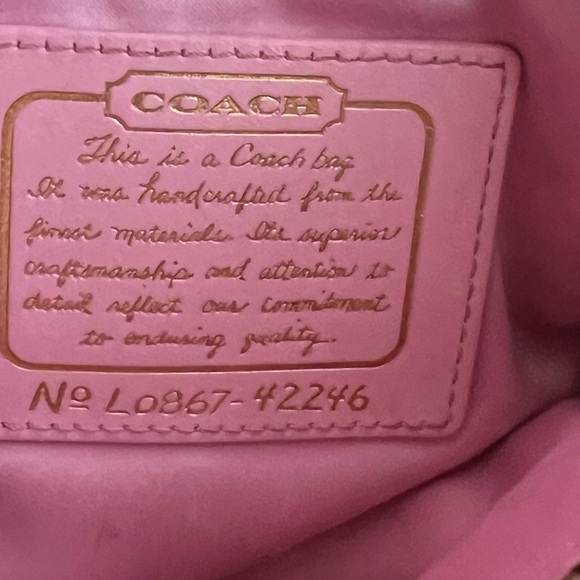 COACH
This is a Coach bag
It was handcrafted from the
finest materials. Its superior
craftsmanship and attention to
detail reflect our commitment
to enduring quality.
Nº L0867-42246